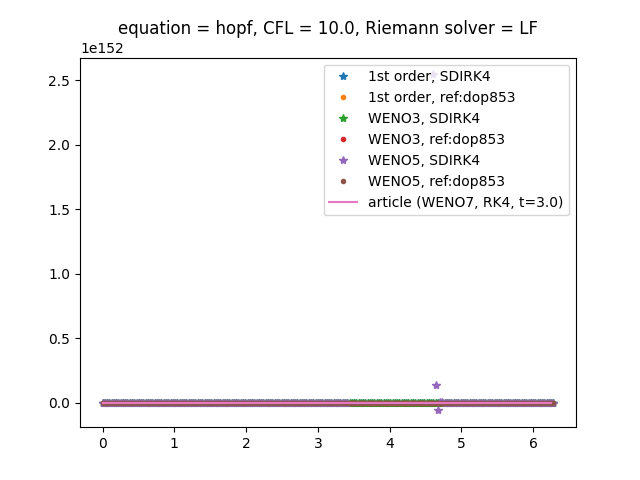 equation = hopf, CFL = 10.0, Riemann solver = LF
1e152
2.5
2.0
1.5
1.0
0.5
0.0
1st order, SDIRK4
1st order, ref:dop853
WENO3, SDIRK4
WENO3, ref:dop853
WENO5, SDIRK4
WENO5, ref:dop853
article (WENO7, RK4, t=3.0)
0 1 2 3 4 5 6